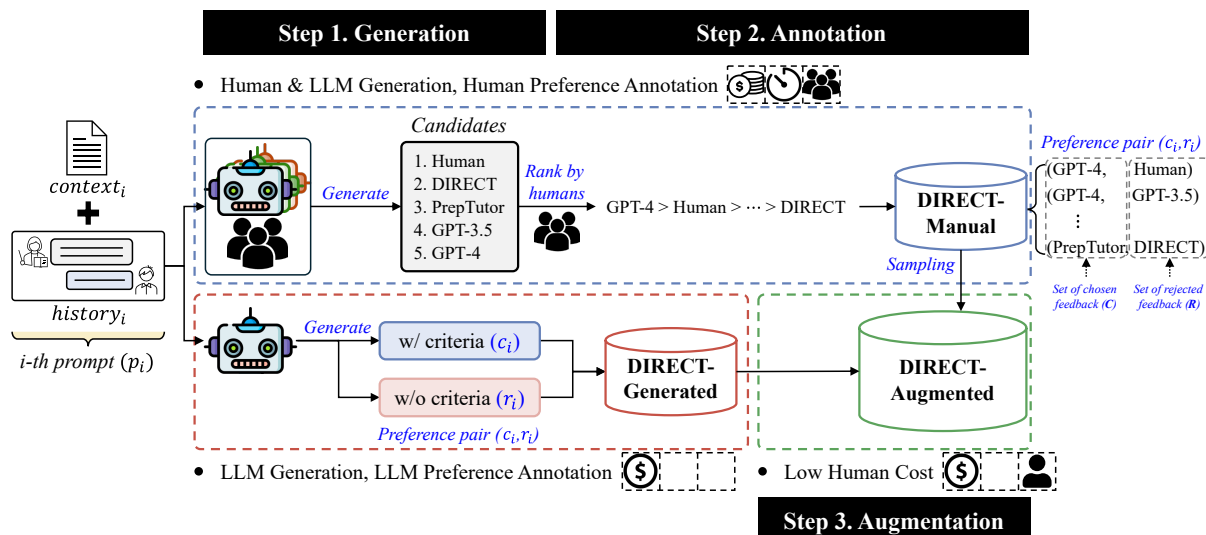 Step 1. Generation
Step 2. Annotation
• Human & LLM Generation, Human Preference Annotation
$
context_i
+
history_i
i-th prompt (p_i)
Generate
Candidates
1. Human
2. DIRECT
3. PrepTutor
4. GPT-3.5
5. GPT-4
Rank by
humans
GPT-4 > Human > ⋯ > DIRECT
DIRECT-
Manual
Sampling
Preference pair (c_i,r_i)
(GPT-4, Human)
(GPT-4, GPT-3.5)
⋮
(PrepTutor, DIRECT)
Set of chosen
feedback (C)
Set of rejected
feedback (R)
Generate
w/ criteria (c_i)
w/o criteria (r_i)
Preference pair (c_i,r_i)
DIRECT-
Generated
DIRECT-
Augmented
• LLM Generation, LLM Preference Annotation
$
• Low Human Cost
$
Step 3. Augmentation